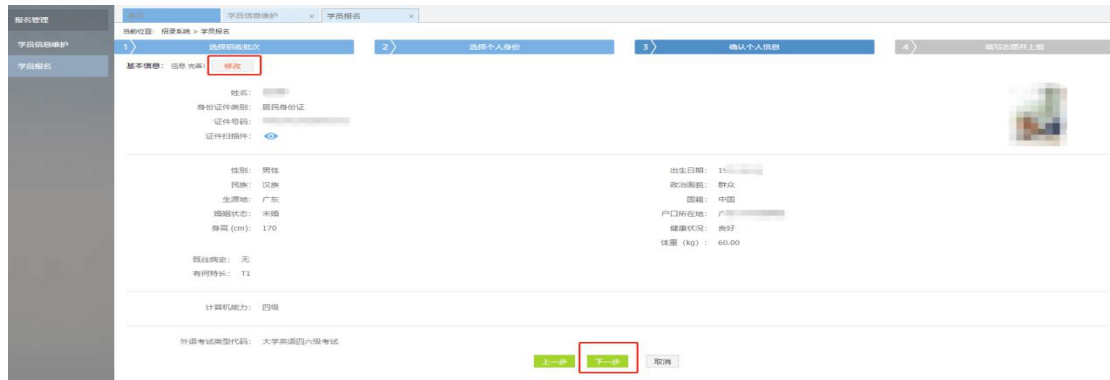 报名管理
学员信息维护
学员报名
首页 学员信息维护 × 学员报名 ×
当前位置: 招录系统 > 学员报名
1 选择招收批次 2 选择个人身份 3 确认个人信息 4 填写志愿并上报
基本信息: 信息 完善! 修改
姓名:
身份证件类别: 居民身份证
证件号码:
证件扫描件:
性别: 男性 出生日期: 19
民族: 汉族 政治面貌: 群众
生源地: 广东 国籍: 中国
婚姻状态: 未婚 户口所在地: 广
身高 (cm): 170 健康状况: 良好
体重 (kg) : 60.00
既往病史: 无
有何特长: T1
计算机能力: 四级
外语考试类型代码: 大学英语四六级考试
上一步 下一步 取消